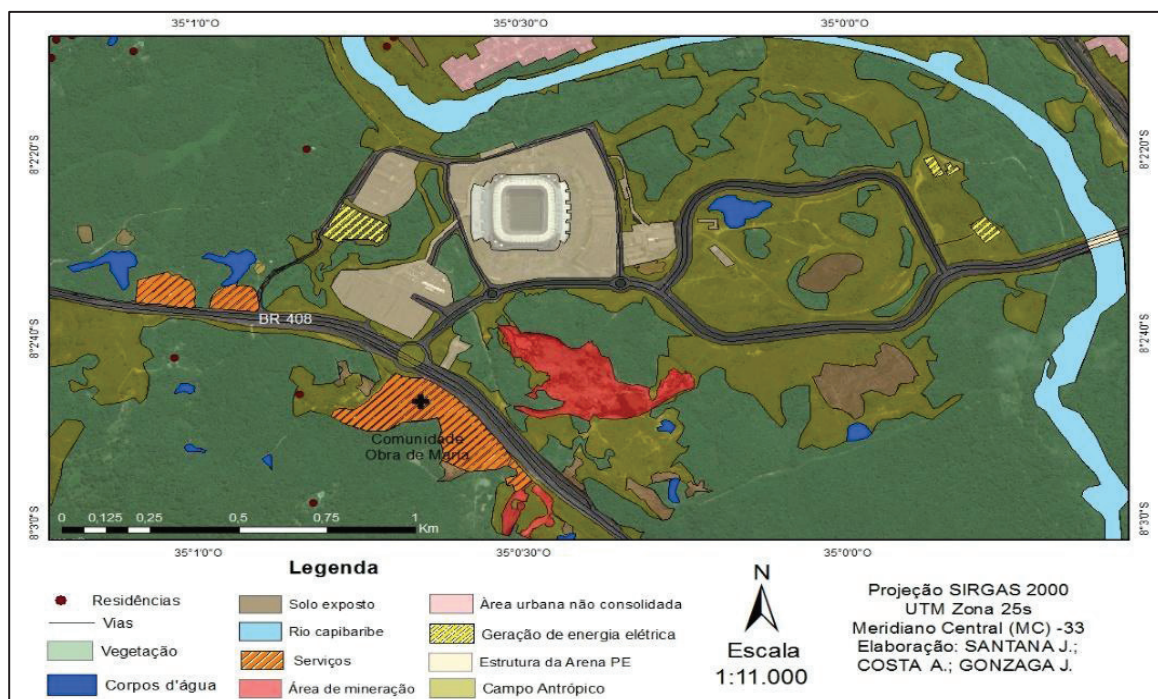 35°1'0"O 35°0'30"O 35°0'0"O
8°2'20"S 8°2'20"S
BR 408
8°2'40"S 8°2'40"S
Comunidade
Obra de Maria
8°3'0"S 8°3'0"S
0 0,125 0,25 0,5 0,75 1
Km
35°1'0"O 35°0'30"O 35°0'0"O
Legenda
Residências
Vias
Vegetação
Corpos d'água
Solo exposto
Rio capibaribe
Serviços
Área de mineração
Àrea urbana não consolidada
Geração de energia elétrica
Estrutura da Arena PE
Campo Antrópico
N
Escala
1:11.000
Projeção SIRGAS 2000
UTM Zona 25s
Meridiano Central (MC) -33
Elaboração: SANTANA J.;
COSTA A.; GONZAGA J.